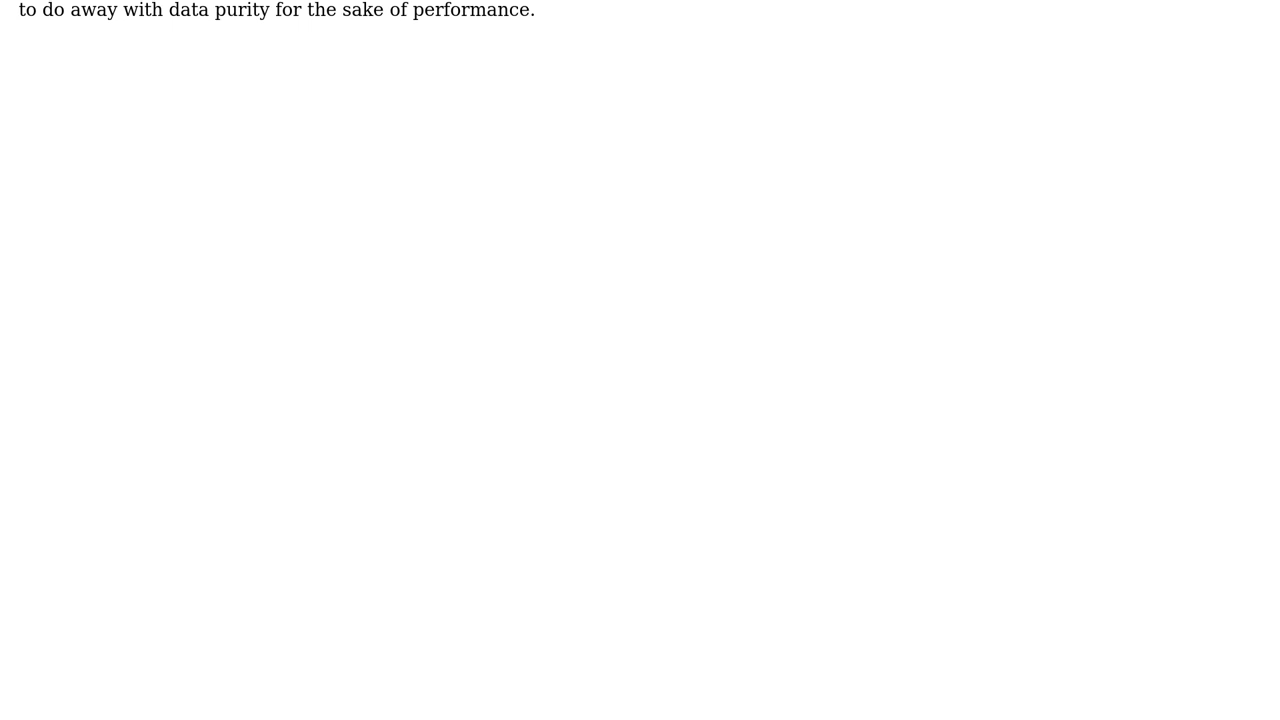 to do away with data purity for the sake of performance.